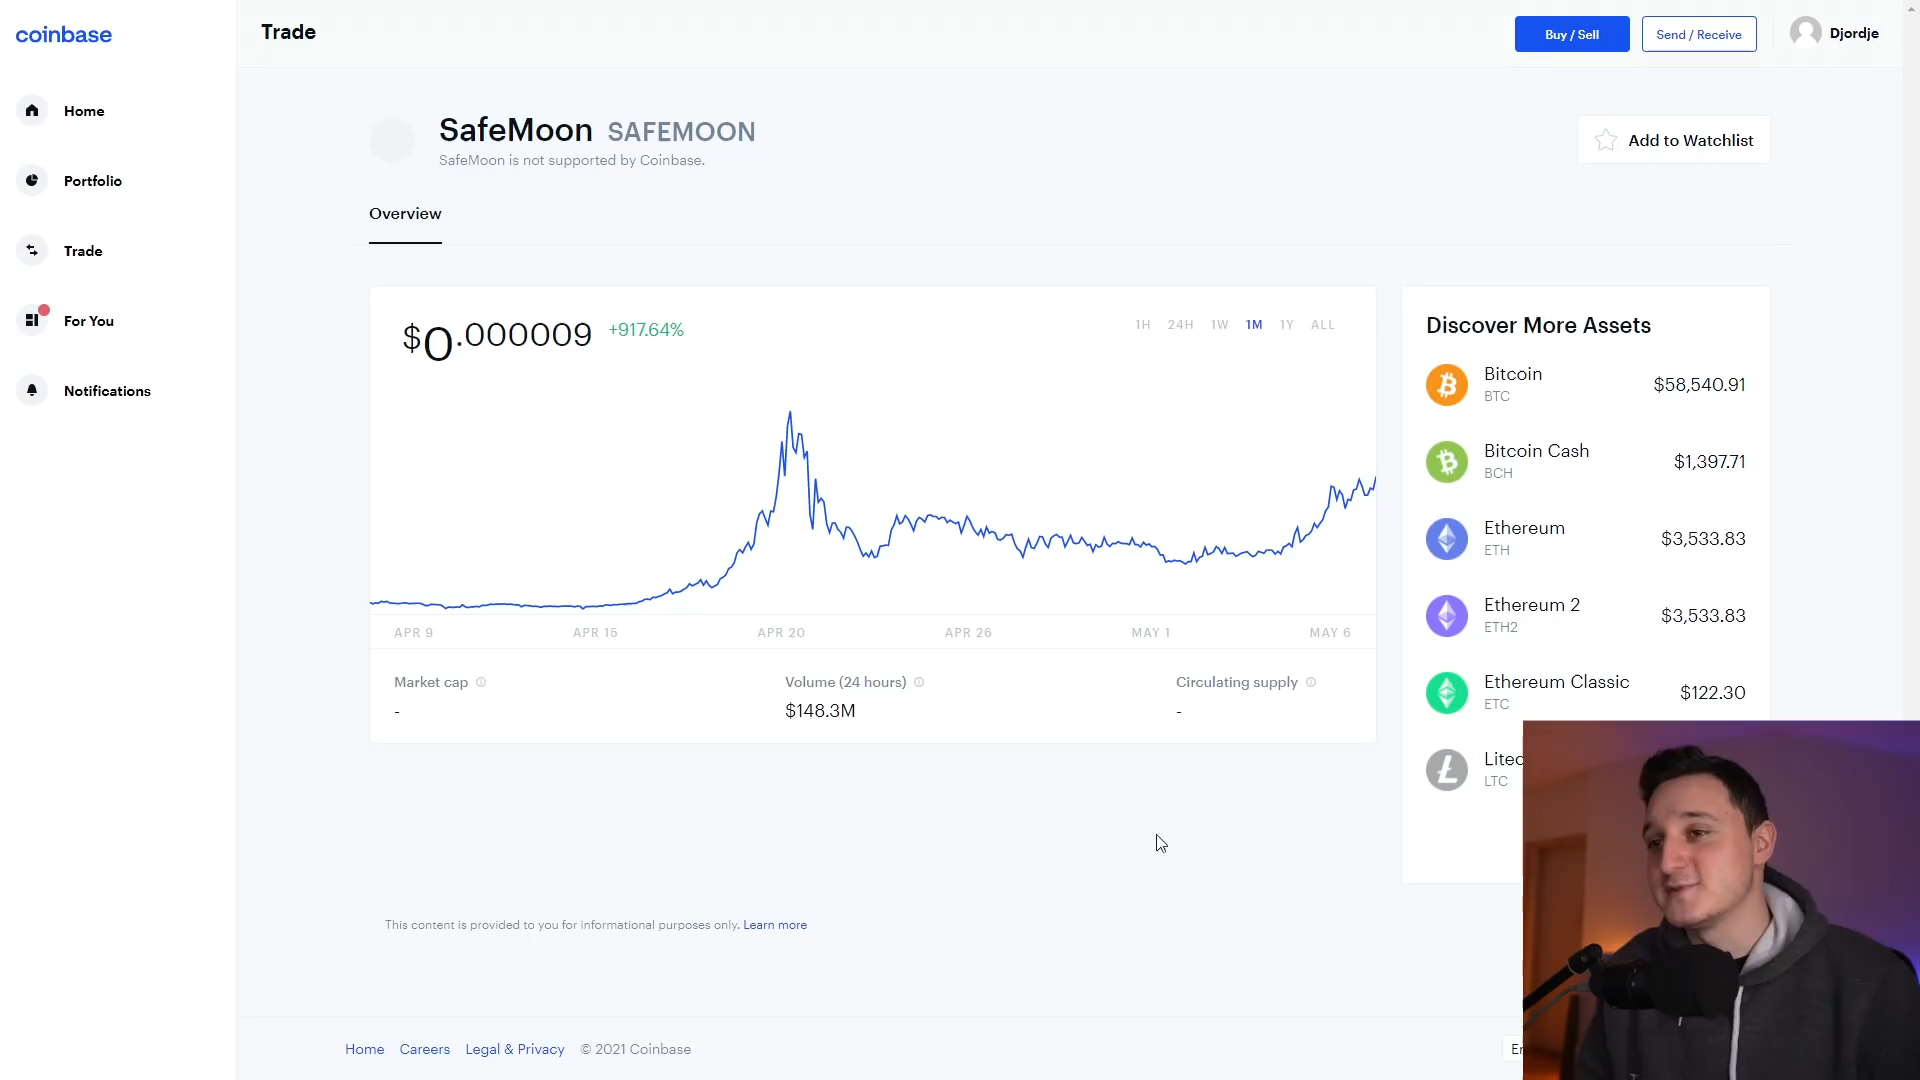 coinbase
Home
Portfolio
Trade
For You
Notifications
Trade
Buy / Sell
Send / Receive
Djordje
SafeMoon SAFEMOON
SafeMoon is not supported by Coinbase.
Add to Watchlist
Overview
$0.000009 +917.64%
1H 24H 1W 1M 1Y ALL
APR 9 APR 15 APR 20 APR 26 MAY 1 MAY 6
Market cap
-
Volume (24 hours)
$148.3M
Circulating supply
-
Discover More Assets
Bitcoin
BTC
$58,540.91
Bitcoin Cash
BCH
$1,397.71
Ethereum
ETH
$3,533.83
Ethereum 2
ETH2
$3,533.83
Ethereum Classic
ETC
$122.30
LTC
This content is provided to you for informational purposes only. Learn more
Home Careers Legal & Privacy © 2021 Coinbase